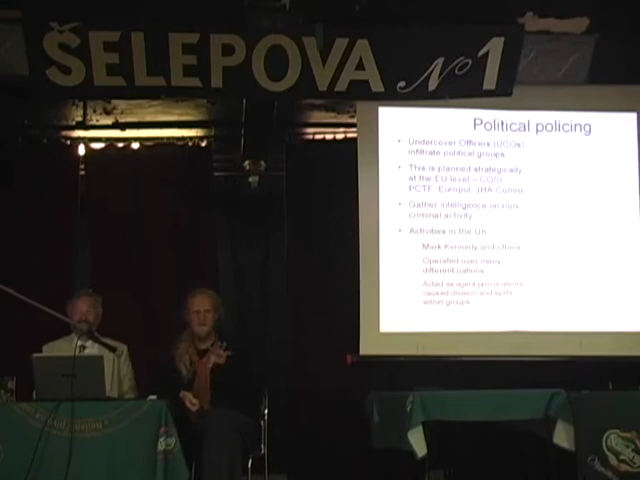 ŠELEPOVA No 1
Political policing
• Undercover Officers (UCOs)
infiltrate political groups
• This is planned strategically
at the EU level – COSI
PCTF Europol JHA Comm
• Gather intelligence on non-
criminal activity
• Activities in the UK
Mark Kennedy and others
Operated over many
different nations
Acted as agent provocateurs
caused division and splits
within groups